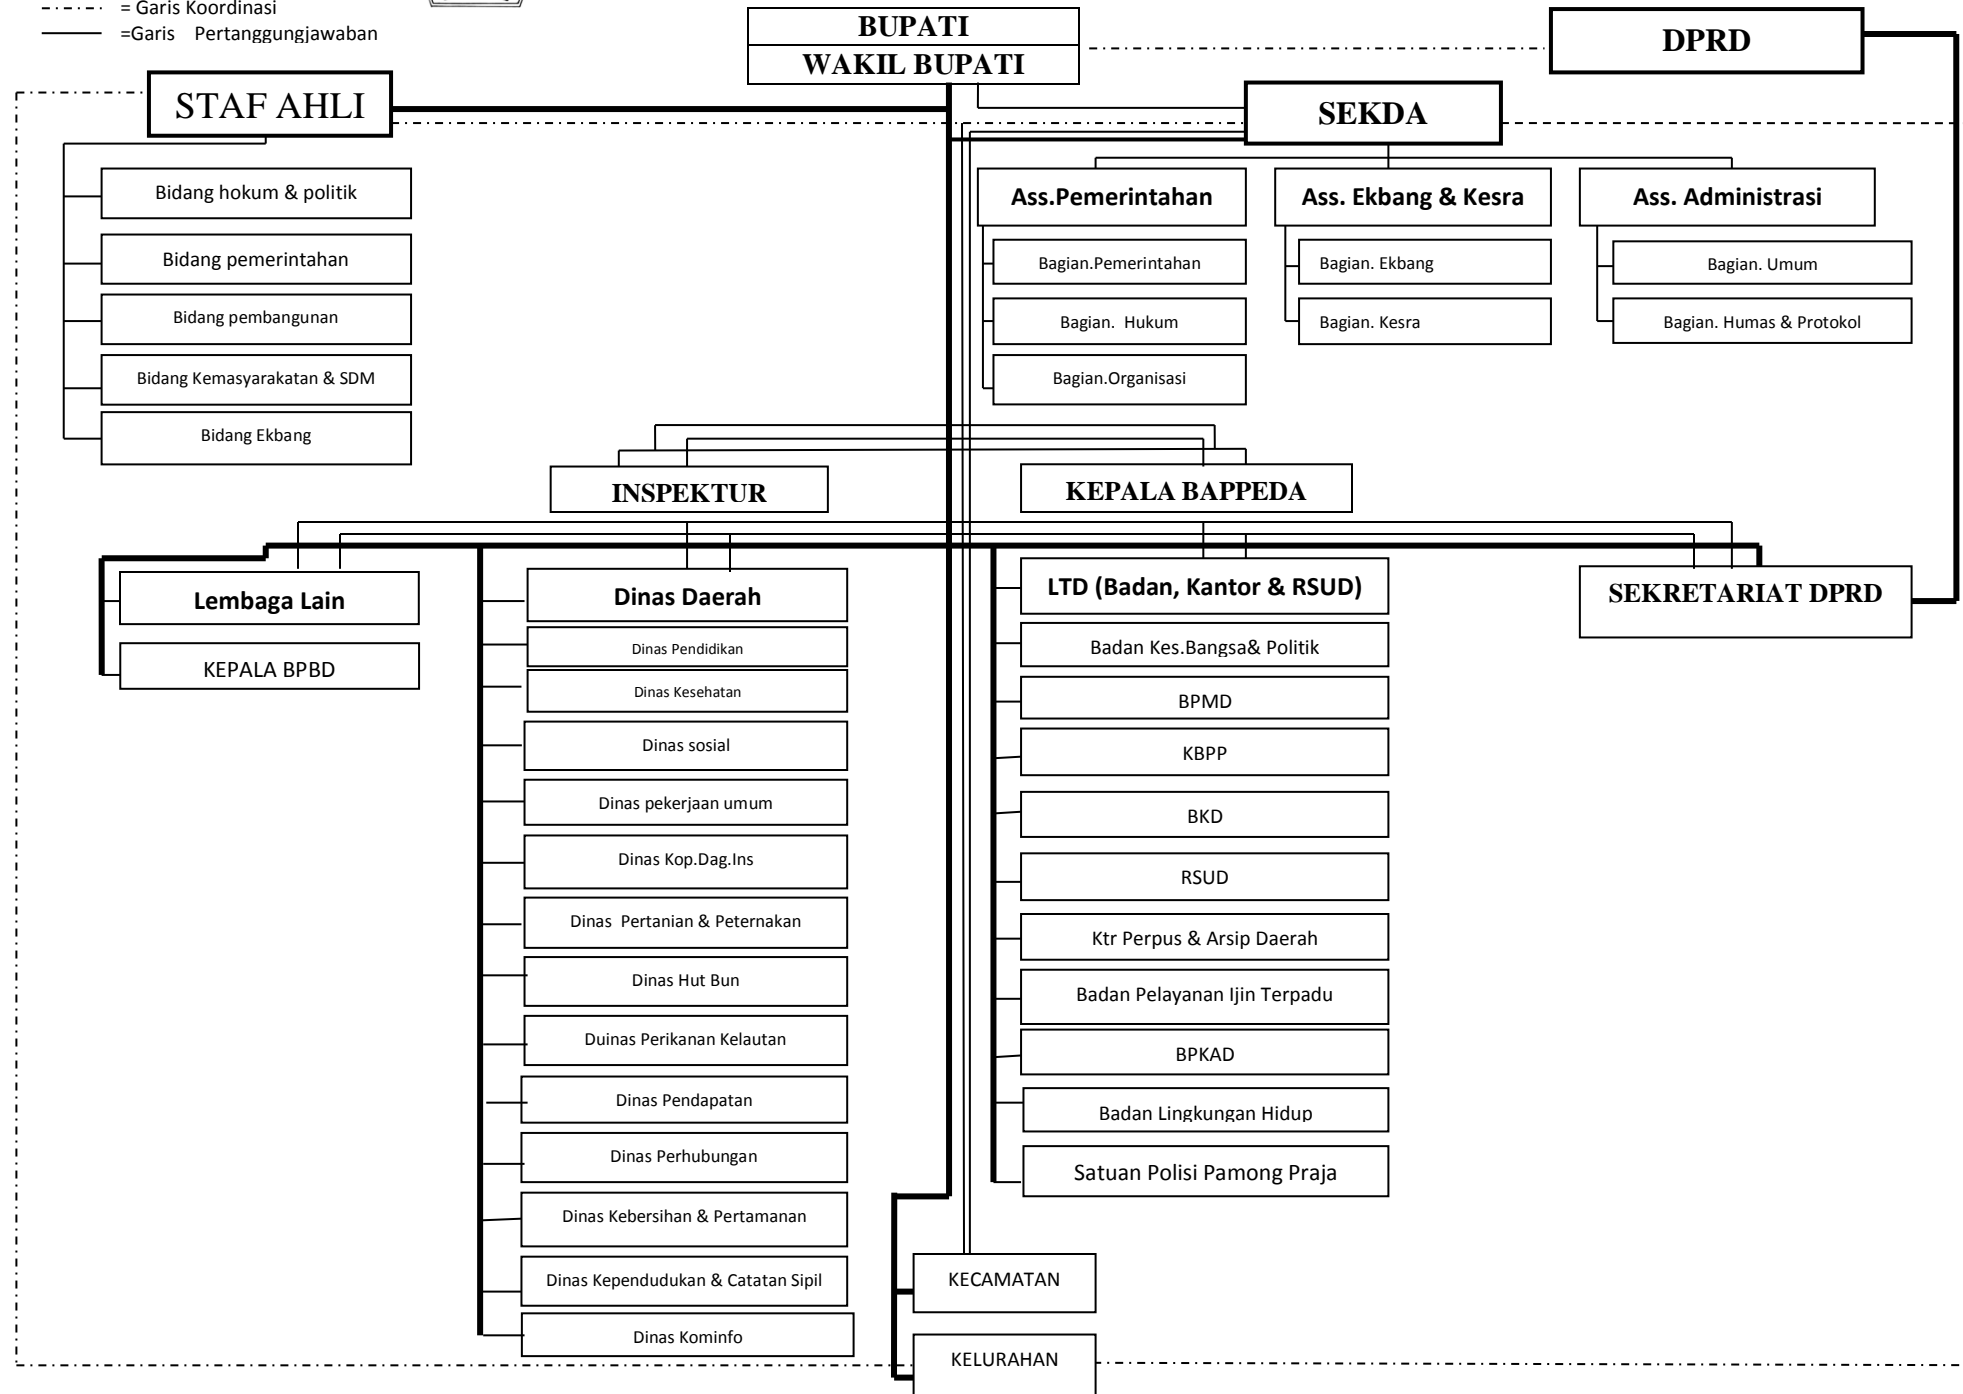 = Garis Koordinasi
=Garis Pertanggungjawaban
BUPATI
WAKIL BUPATI
DPRD
STAF AHLI
SEKDA
Bidang hokum & politik
Bidang pemerintahan
Bidang pembangunan
Bidang Kemasyarakatan & SDM
Bidang Ekbang
Ass.Pemerintahan
Bagian.Pemerintahan
Bagian. Hukum
Bagian.Organisasi
Ass. Ekbang & Kesra
Bagian. Ekbang
Bagian. Kesra
Ass. Administrasi
Bagian. Umum
Bagian. Humas & Protokol
INSPEKTUR
KEPALA BAPPEDA
Lembaga Lain
KEPALA BPBD
Dinas Daerah
Dinas Pendidikan
Dinas Kesehatan
Dinas sosial
Dinas pekerjaan umum
Dinas Kop.Dag.Ins
Dinas Pertanian & Peternakan
Dinas Hut Bun
Duinas Perikanan Kelautan
Dinas Pendapatan
Dinas Perhubungan
Dinas Kebersihan & Pertamanan
Dinas Kependudukan & Catatan Sipil
Dinas Kominfo
LTD (Badan, Kantor & RSUD)
Badan Kes.Bangsa& Politik
BPMD
KBPP
BKD
RSUD
Ktr Perpus & Arsip Daerah
Badan Pelayanan Ijin Terpadu
BPKAD
Badan Lingkungan Hidup
Satuan Polisi Pamong Praja
SEKRETARIAT DPRD
KECAMATAN
KELURAHAN